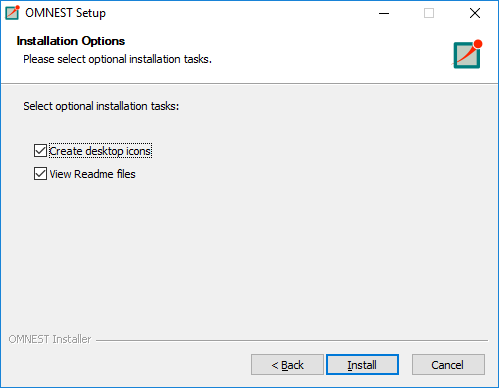 OMNEST Setup
Installation Options
Please select optional installation tasks.
Select optional installation tasks:
Create desktop icons
View Readme files
OMNEST Installer
< Back
Install
Cancel